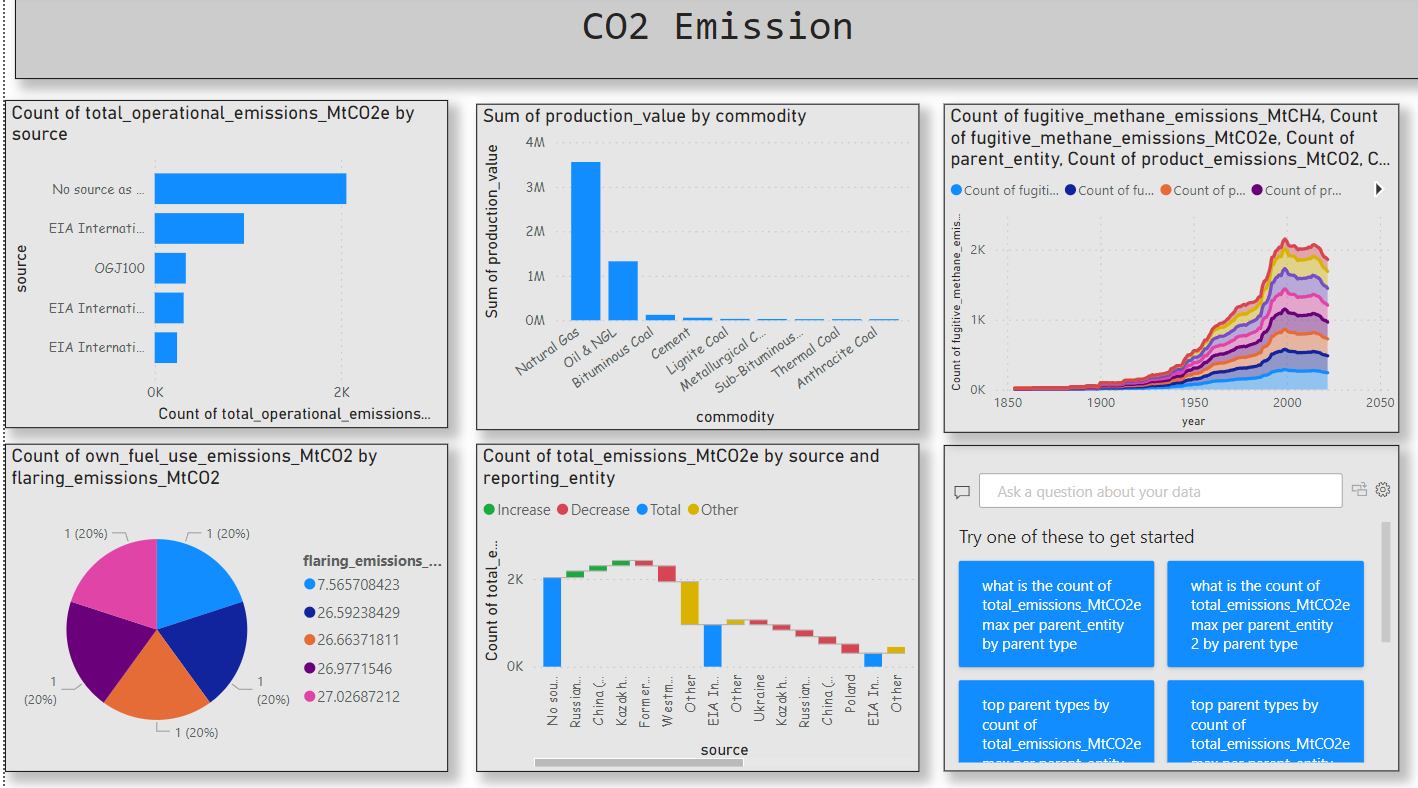 CO2 Emission
Count of total_operational_emissions_MtCO2e by
source
source
No source as ...
EIA Internati...
OGJ100
EIA Internati...
EIA Internati...
0K
2K
Count of total_operational_emissions...
Sum of production_value by commodity
Sum of production_value
4M
3M
2M
1M
0M
Natural Gas
Oil & NGL
Bituminous Coal
Cement
Lignite Coal
Metallurgical C...
Sub-Bituminous...
Thermal Coal
Anthracite Coal
commodity
Count of fugitive_methane_emissions_MtCH4, Count
of fugitive_methane_emissions_MtCO2e, Count of
parent_entity, Count of product_emissions_MtCO2, C...
Count of fugiti...
Count of fu...
Count of p...
Count of pr...
Count of fugitive_methane_emis...
2K
1K
0K
1850
1900
1950
2000
2050
year
Count of own_fuel_use_emissions_MtCO2 by
flaring_emissions_MtCO2
1 (20%)
1 (20%)
1
(20%)
1
(20%)
1 (20%)
flaring_emissions_...
7.565708423
26.59238429
26.66371811
26.9771546
27.02687212
Count of total_emissions_MtCO2e by source and
reporting_entity
Increase
Decrease
Total
Other
Count of total_e...
2K
0K
No sou...
Russian...
China (...
Kazakh...
Former...
Westm...
Other
EIA In...
Other
Ukraine
Kazakh...
Russian...
China (...
Poland
EIA In...
Other
source
Ask a question about your data
Try one of these to get started
what is the count of
total_emissions_MtCO2e
max per parent_entity
by parent type
what is the count of
total_emissions_MtCO2e
max per parent_entity
2 by parent type
top parent types by
count of
total_emissions_MtCO2e
max per parent_entity
top parent types by
count of
total_emissions_MtCO2e
max per parent_entity